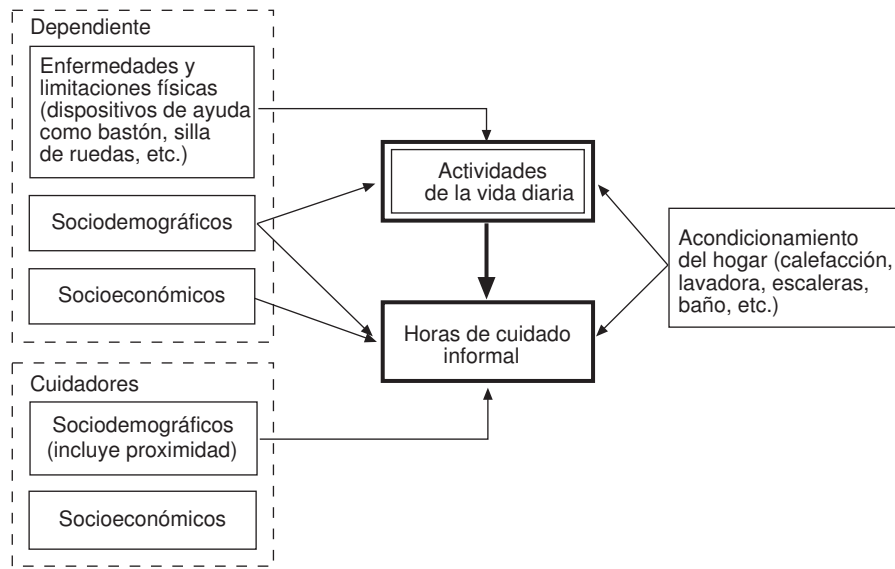 Dependiente
Enfermedades y
limitaciones físicas
(dispositivos de ayuda
como bastón, silla
de ruedas, etc.)
Sociodemográficos
Socioeconómicos
Actividades
de la vida diaria
Horas de cuidado
informal
Acondicionamiento
del hogar (calefacción,
lavadora, escaleras,
baño, etc.)
Cuidadores
Sociodemográficos
(incluye proximidad)
Socioeconómicos